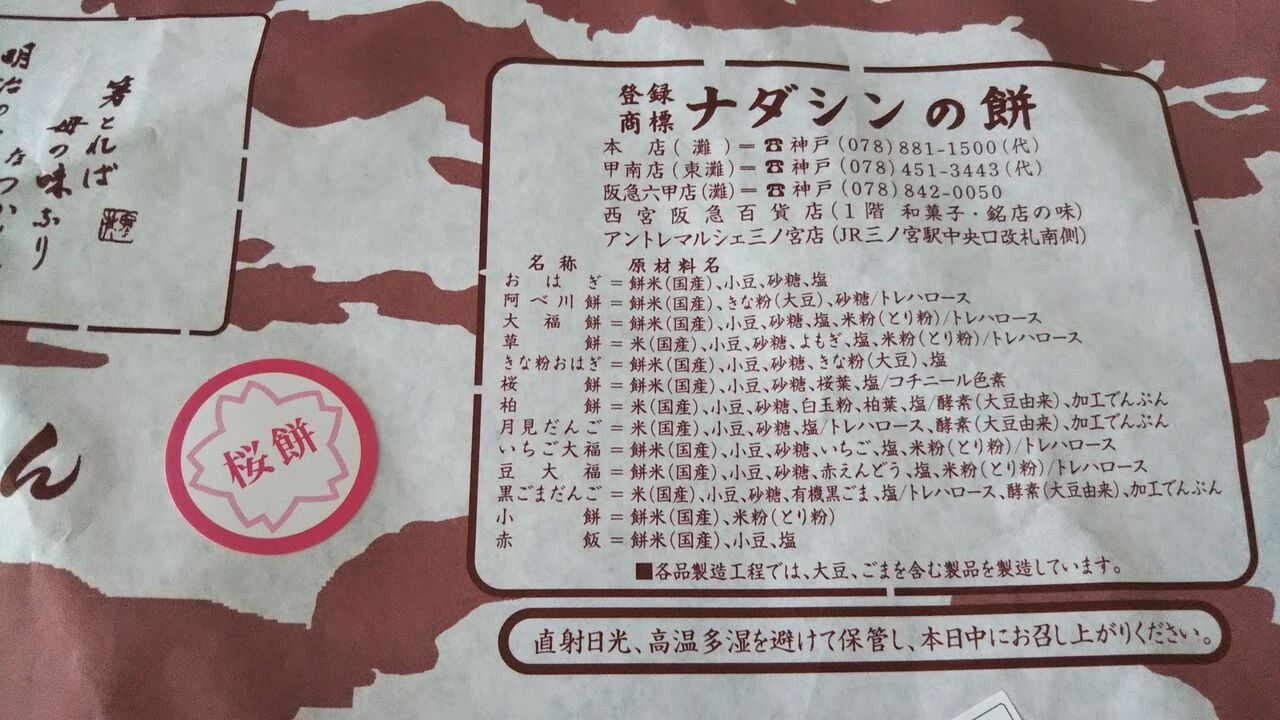 箸とれば
母の味ふり
明治の
登録商標 ナダシンの餅
本店(灘)=☎神戸(078)881-1500(代)
甲南店(東灘)=☎神戸(078)451-3443(代)
阪急六甲店(灘)=☎神戸(078)842-0050
西宮阪急百貨店(1階 和菓子・銘店の味)
アントレマルシェ三ノ宮店(JR三ノ宮駅中央口改札南側)
名称 原材料名
おはぎ=餅米(国産)、小豆、砂糖、塩
阿べ川餅=餅米(国産)、きな粉(大豆)、砂糖/トレハロース
大福餅=餅米(国産)、小豆、砂糖、塩、米粉(とり粉)/トレハロース
草餅=米(国産)、小豆、砂糖、よもぎ、塩、米粉(とり粉)/トレハロース
きな粉おはぎ=餅米(国産)、小豆、砂糖、きな粉(大豆)、塩
桜餅=餅米(国産)、小豆、砂糖、桜葉、塩/コチニール色素
柏餅=米(国産)、小豆、砂糖、白玉粉、柏葉、塩/酵素(大豆由来)、加工でんぷん
月見だんご=米(国産)、小豆、砂糖、塩/トレハロース、酵素(大豆由来)、加工でんぷん
いちご大福=餅米(国産)、小豆、砂糖、いちご、塩、米粉(とり粉)/トレハロース
豆大福=餅米(国産)、小豆、砂糖、赤えんどう、塩、米粉(とり粉)/トレハロース
黒ごまだんご=米(国産)、小豆、砂糖、有機黒ごま、塩/トレハロース、酵素(大豆由来)、加工でんぷん
小餅=餅米(国産)、米粉(とり粉)
赤飯=餅米(国産)、小豆、塩
■各品製造工程では、大豆、ごまを含む製品を製造しています。
直射日光、高温多湿を避けて保管し、本日中にお召し上がりください。
桜餅
ん